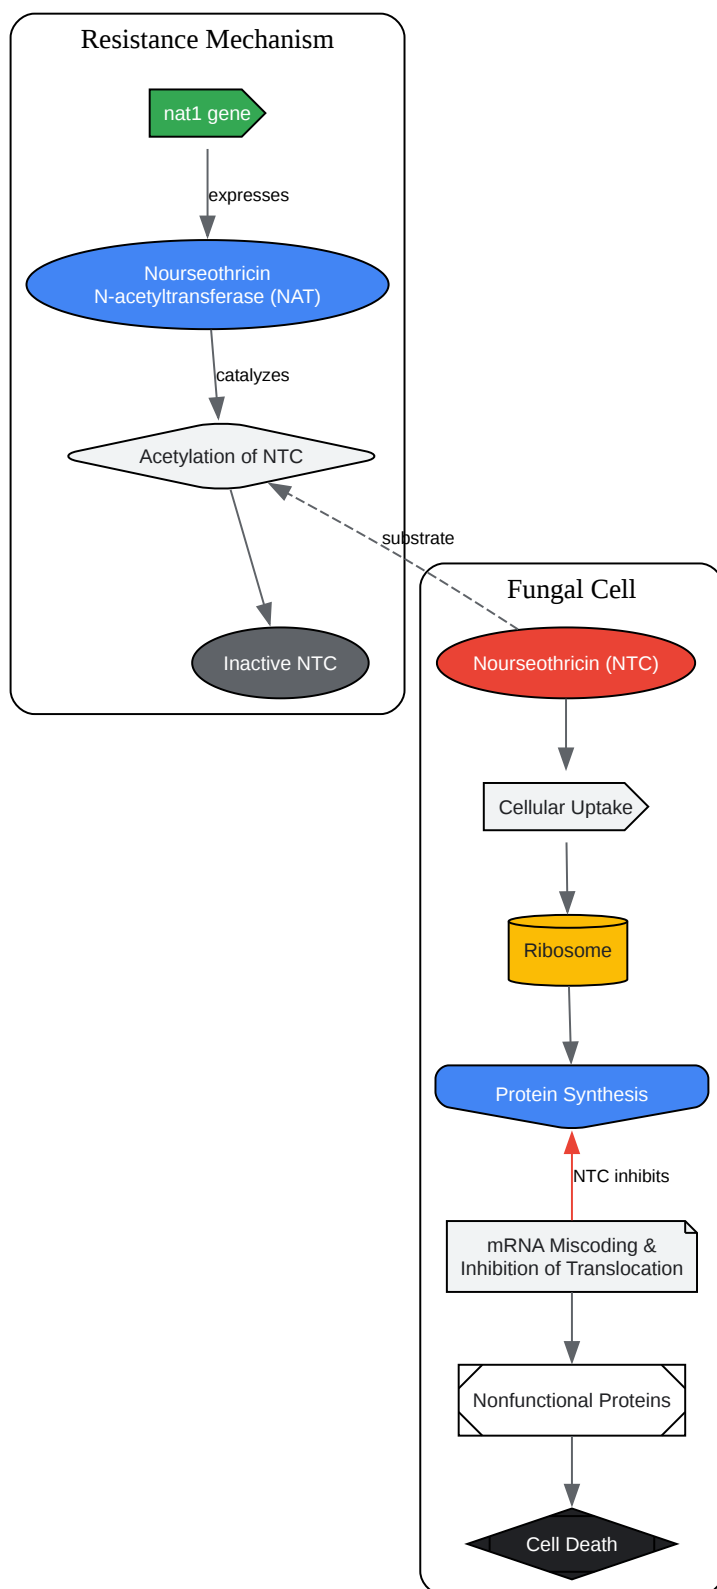 Resistance Mechanism
nat1 gene
expresses
Nourseothricin
N-acetyltransferase (NAT)
catalyzes
Acetylation of NTC
substrate
Inactive NTC
Fungal Cell
Nourseothricin (NTC)
Cellular Uptake
Ribosome
Protein Synthesis
NTC inhibits
mRNA Miscoding &
Inhibition of Translocation
Nonfunctional Proteins
Cell Death